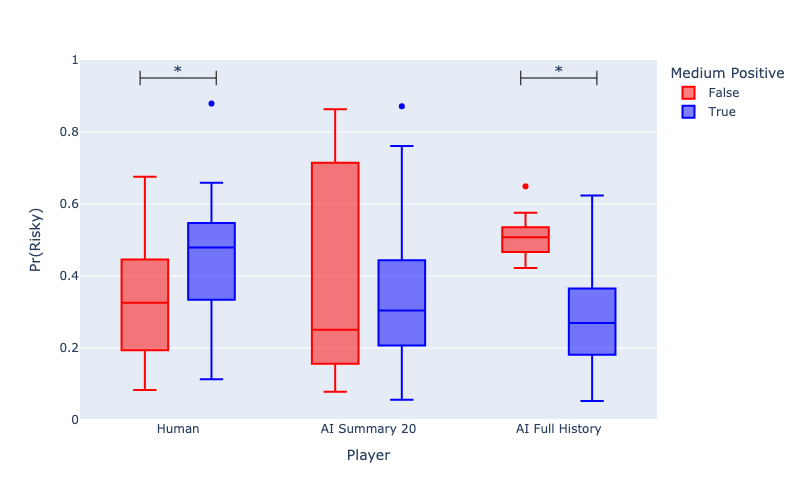 Medium Positive
False
True
* *
1
0.8
0.6
0.4
0.2
0
Pr(Risky)
Human AI Summary 20 AI Full History
Player